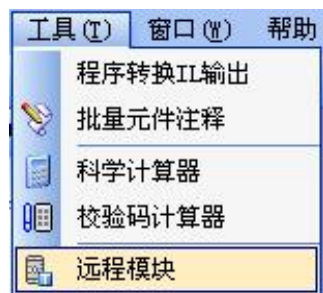 工具(T) 窗口(W) 帮助
程序转换IL输出
批量元件注释
科学计算器
校验码计算器
远程模块